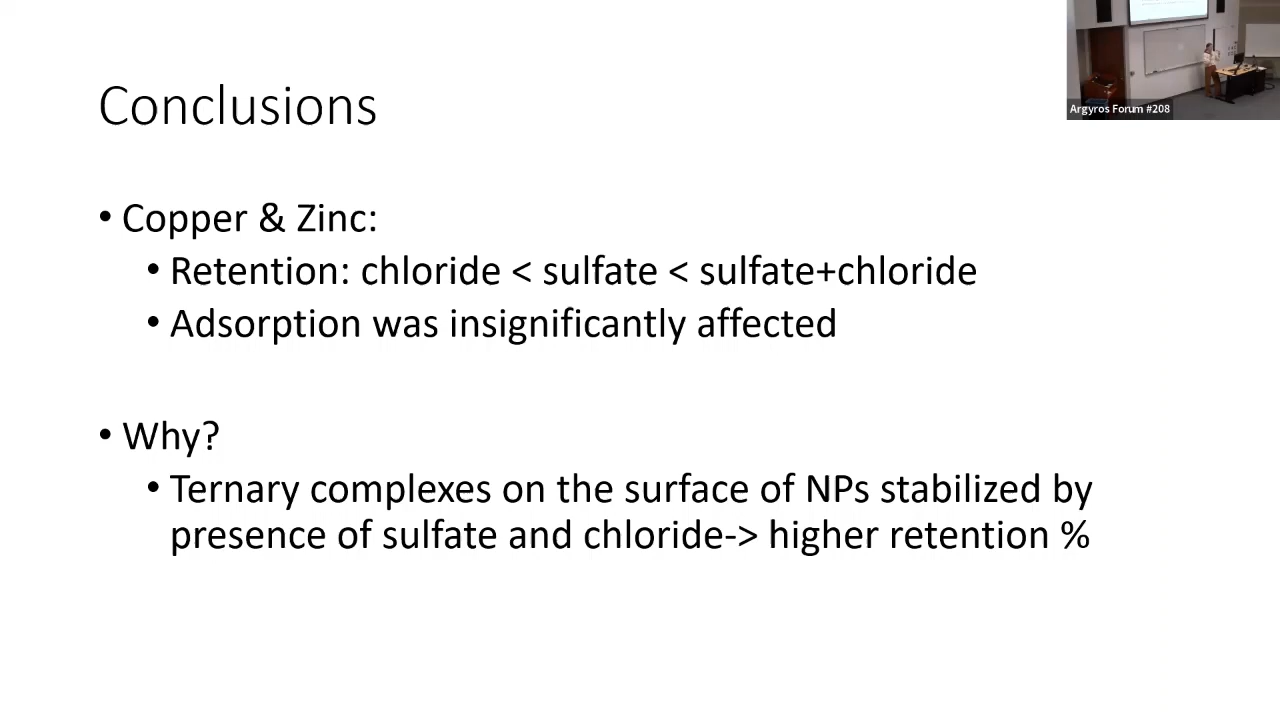 Argyros Forum #208
Conclusions
• Copper & Zinc:
• Retention: chloride < sulfate < sulfate+chloride
• Adsorption was insignificantly affected
• Why?
• Ternary complexes on the surface of NPs stabilized by
presence of sulfate and chloride-> higher retention %